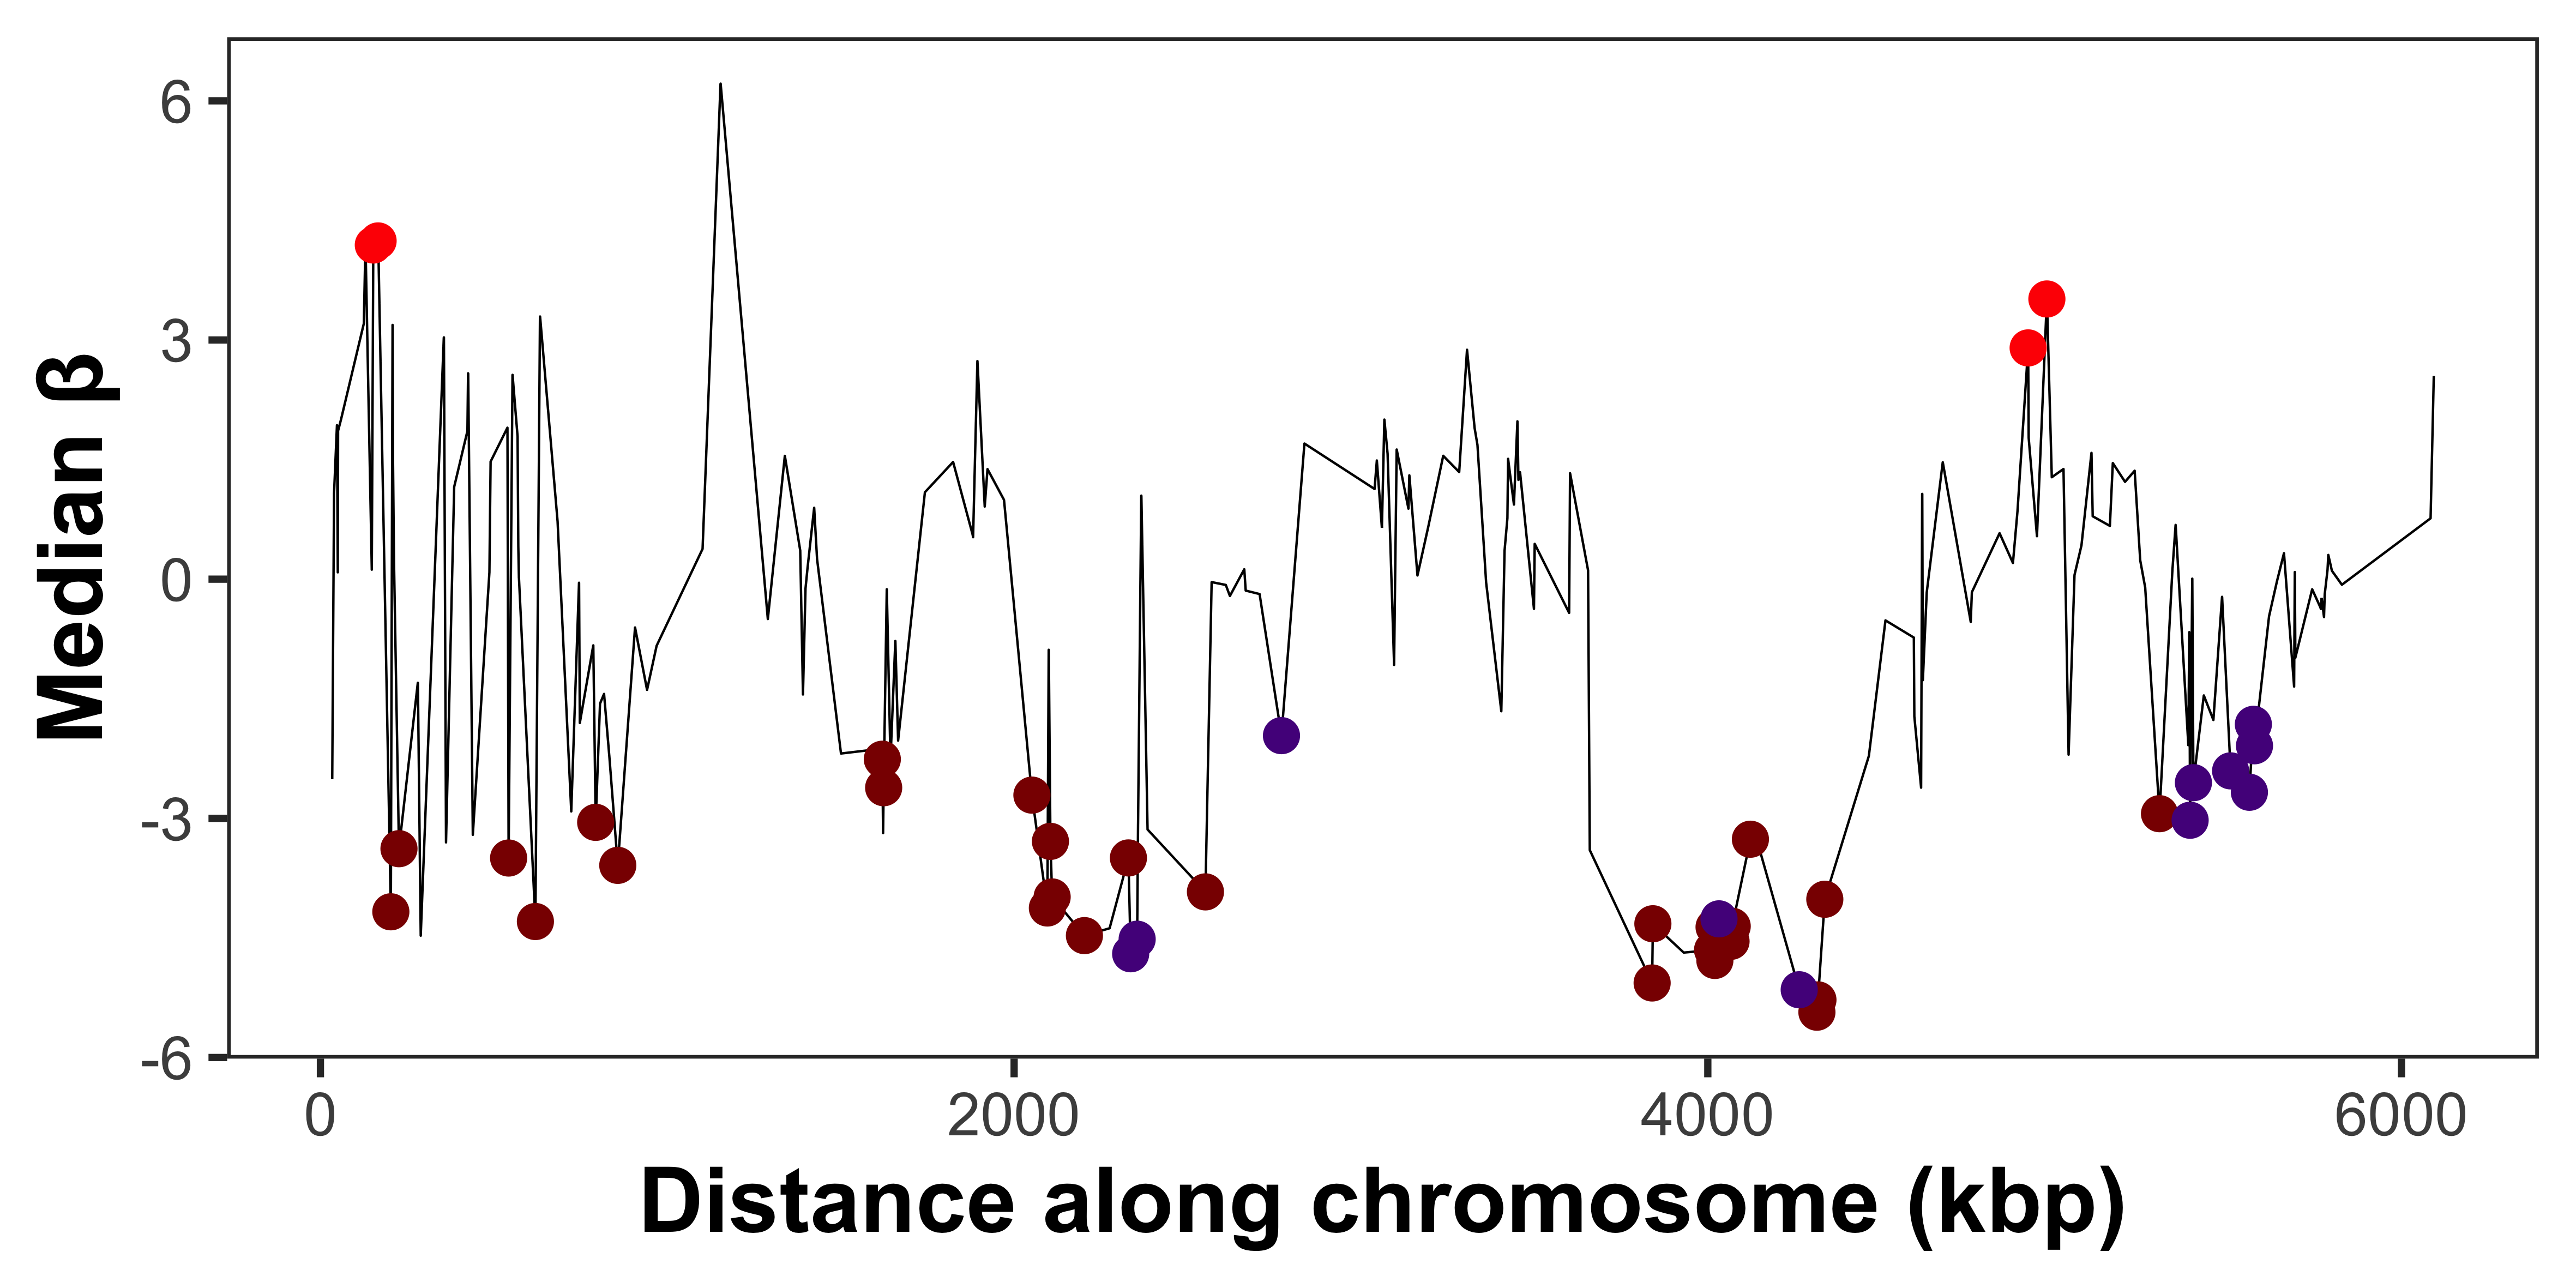 6
3
0
-3
-6
Median β
0 2000 4000 6000
Distance along chromosome (kbp)